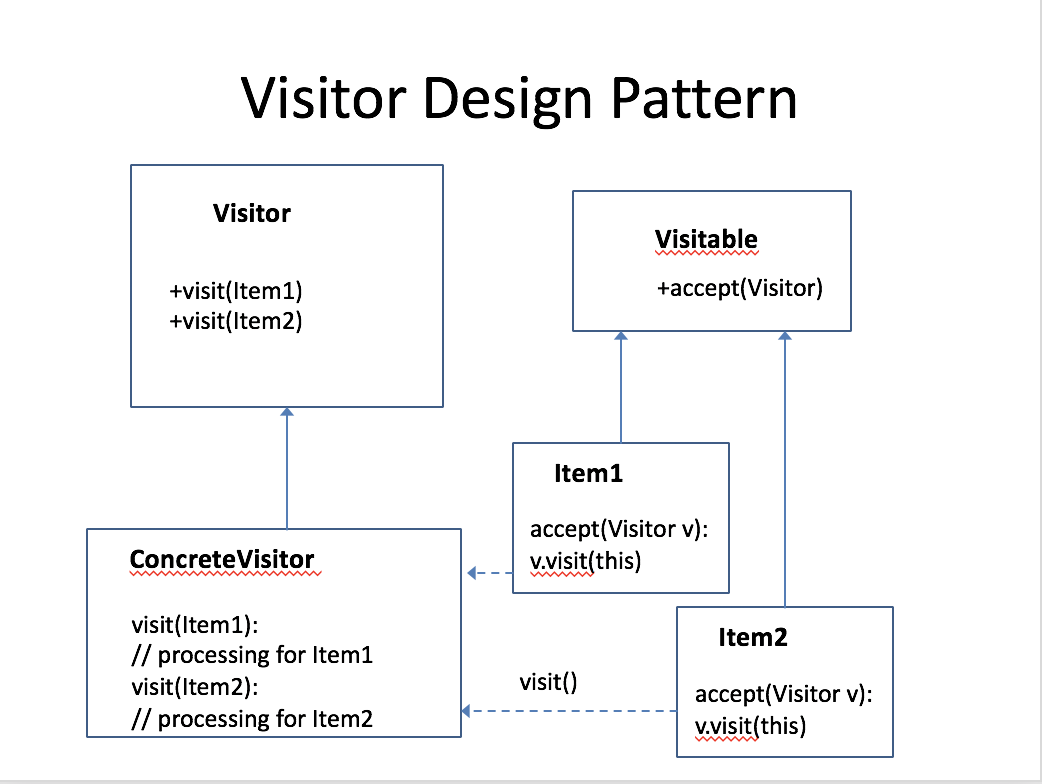 Visitor Design Pattern
Visitor
+visit(Item1)
+visit(Item2)
Visitable
+accept(Visitor)
Item1
accept(Visitor v):
v.visit(this)
ConcreteVisitor
visit(Item1):
// processing for Item1
visit(Item2):
// processing for Item2
visit()
Item2
accept(Visitor v):
v.visit(this)